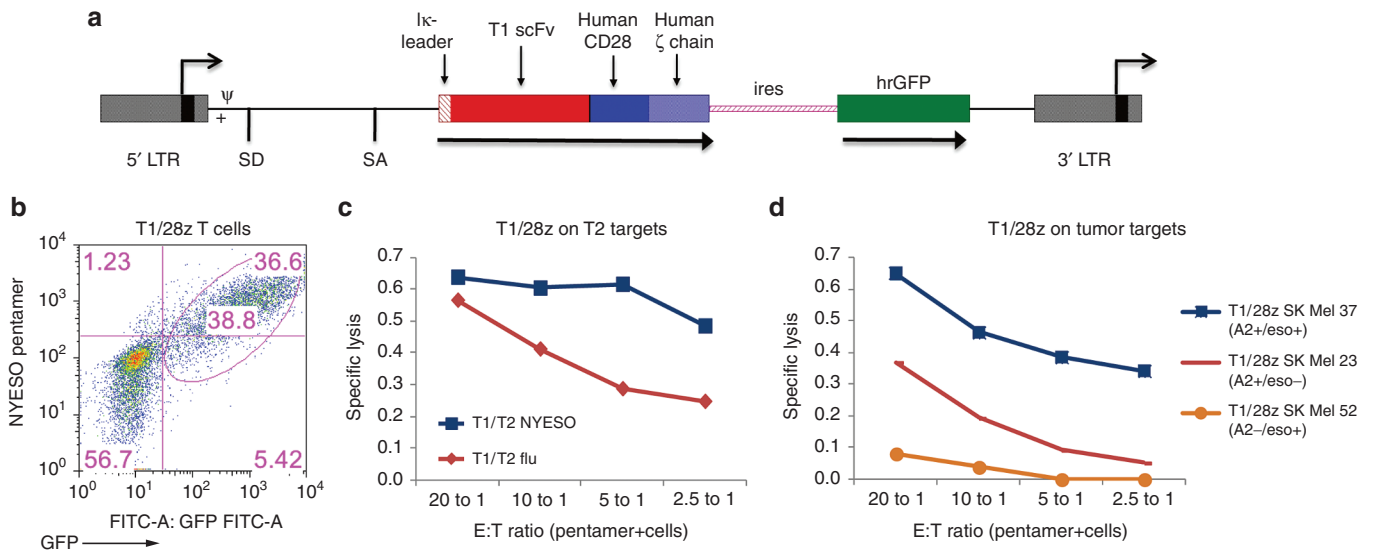 a
Iκ-
leader
T1 scFv
Human
CD28
Human
ζ chain
ires
hrGFP
ψ
+
5′ LTR
SD
SA
3′ LTR
b
T1/28z T cells
NYESO pentamer
10⁴
10³
10²
10¹
10⁰
1.23
36.6
38.8
56.7
5.42
10⁰ 10¹ 10² 10³ 10⁴
FITC-A: GFP FITC-A
GFP
c
T1/28z on T2 targets
Specific lysis
0.7
0.6
0.5
0.4
0.3
0.2
0.1
0.0
T1/T2 NYESO
T1/T2 flu
20 to 1 10 to 1 5 to 1 2.5 to 1
E:T ratio (pentamer+cells)
d
T1/28z on tumor targets
Specific lysis
0.7
0.6
0.5
0.4
0.3
0.2
0.1
0.0
20 to 1 10 to 1 5 to 1 2.5 to 1
E:T ratio (pentamer+cells)
T1/28z SK Mel 37
(A2+/eso+)
T1/28z SK Mel 23
(A2+/eso−)
T1/28z SK Mel 52
(A2−/eso+)